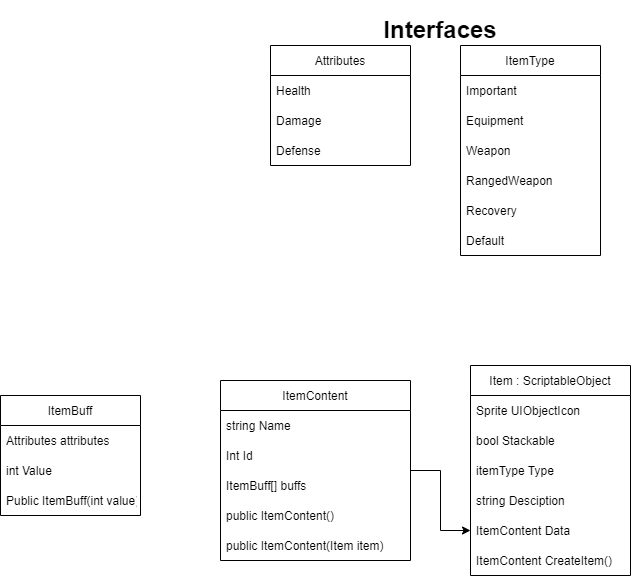 Interfaces
Attributes
Health
Damage
Defense
ItemType
Important
Equipment
Weapon
RangedWeapon
Recovery
Default
ItemBuff
Attributes attributes
int Value
Public ItemBuff(int value)
ItemContent
string Name
Int Id
ItemBuff[] buffs
public ItemContent()
public ItemContent(Item item)
Item : ScriptableObject
Sprite UIObjectIcon
bool Stackable
itemType Type
string Desciption
ItemContent Data
ItemContent CreateItem()